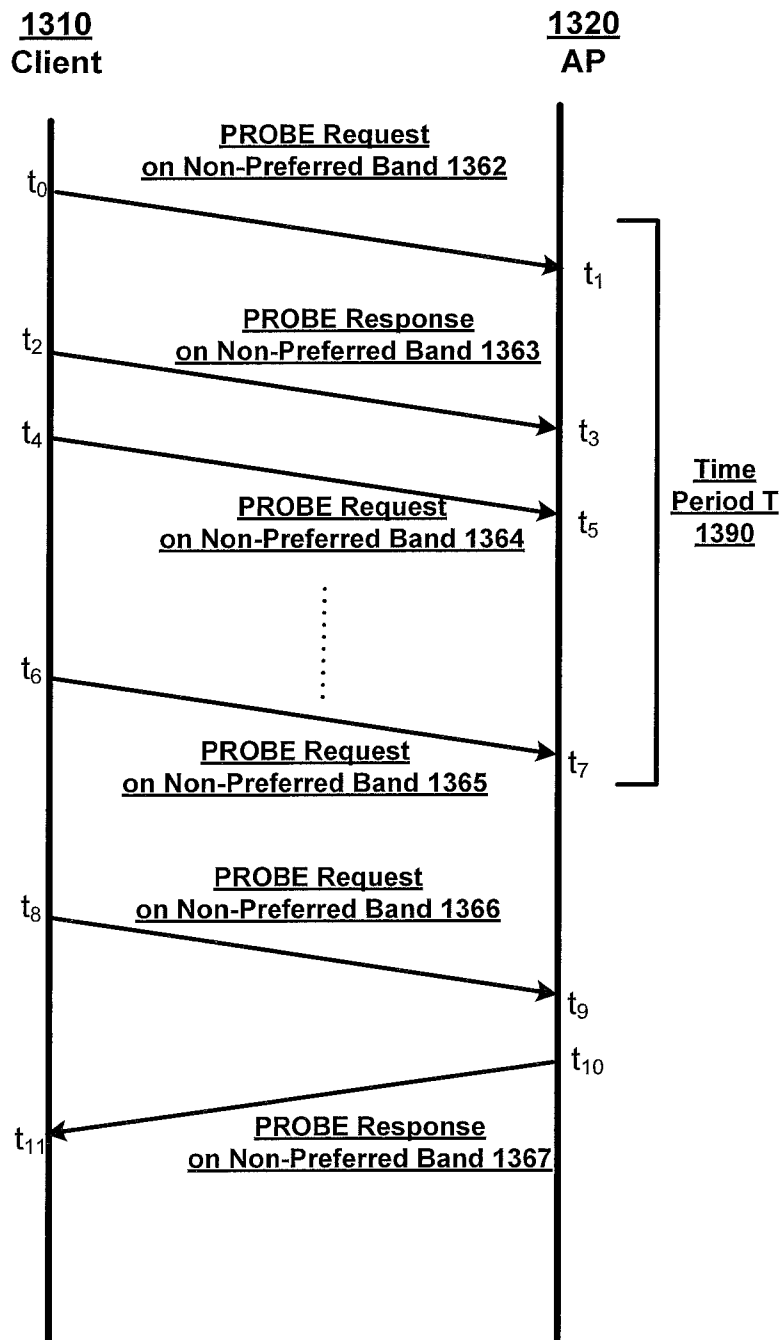 1310
Client
1320
AP
PROBE Request
on Non-Preferred Band 1362
t0
t1
PROBE Response
on Non-Preferred Band 1363
t2
t3
t4
PROBE Request
on Non-Preferred Band 1364
t5
Time
Period T
1390
t6
PROBE Request
on Non-Preferred Band 1365
t7
PROBE Request
on Non-Preferred Band 1366
t8
t9
t10
PROBE Response
on Non-Preferred Band 1367
t11